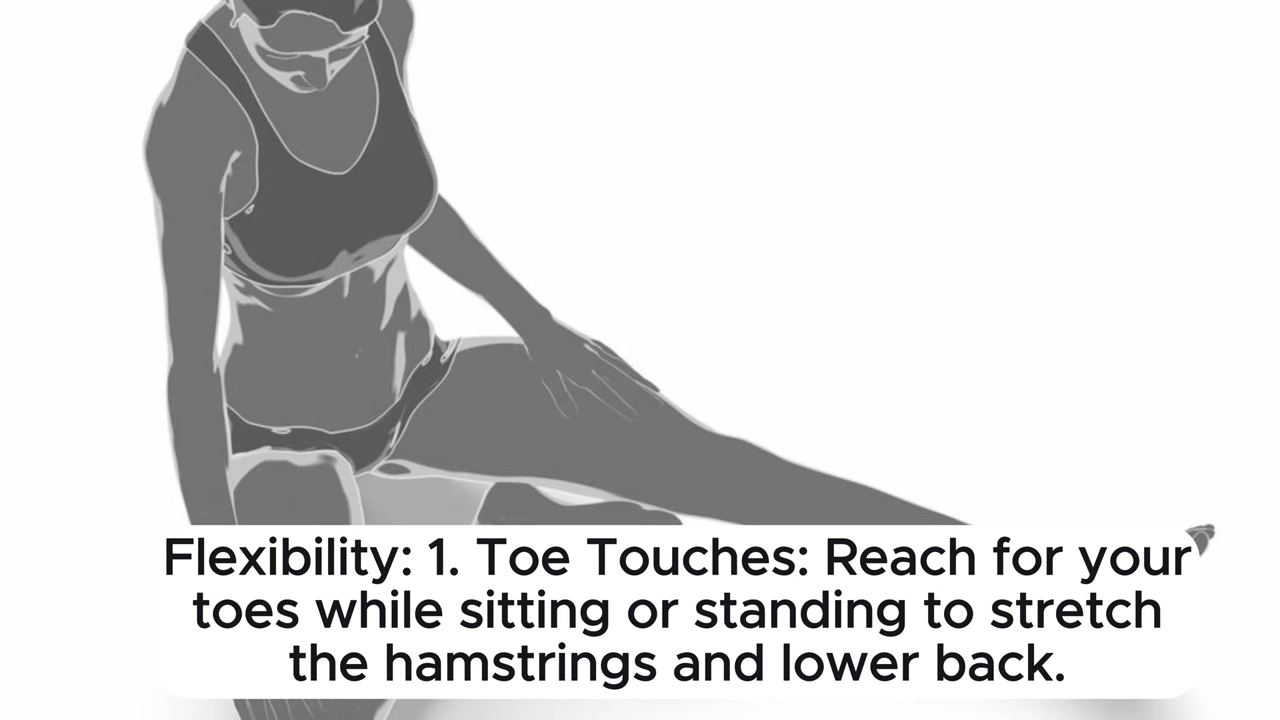 Flexibility: 1. Toe Touches: Reach for your
toes while sitting or standing to stretch
the hamstrings and lower back.